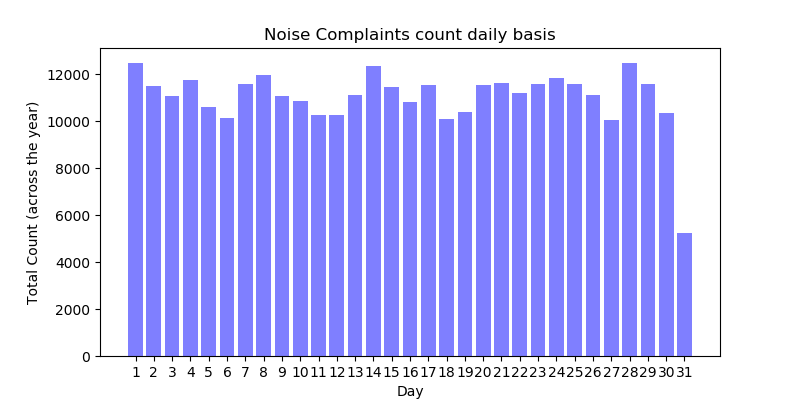 Noise Complaints count daily basis
Total Count (across the year)
12000
10000
8000
6000
4000
2000
0
1 2 3 4 5 6 7 8 9 10 11 12 13 14 15 16 17 18 19 20 21 22 23 24 25 26 27 28 29 30 31
Day